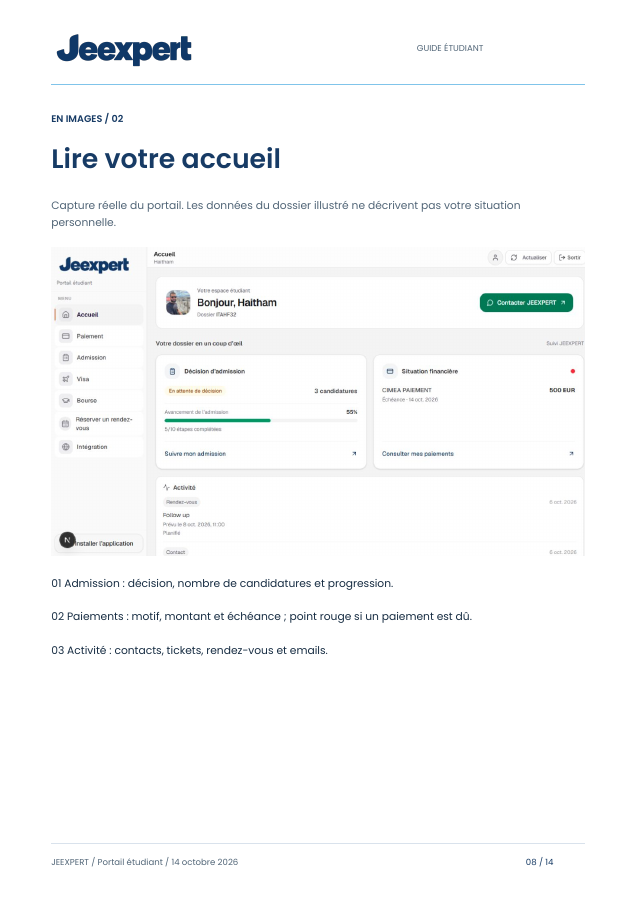 Jeexpert
GUIDE ÉTUDIANT
EN IMAGES / 02
Lire votre accueil
Capture réelle du portail. Les données du dossier illustré ne décrivent pas votre situation
personnelle.
Jeexpert
Portail étudiant
MENU
Accueil
Paiement
Admission
Visa
Bourse
Réserver un rendez-
vous
Intégration
N
Installer l'application
Accueil
Haitham
Actualiser
Sortir
Votre espace étudiant
Bonjour, Haitham
Dossier ITAHF32
Contacter JEEXPERT
Votre dossier en un coup d'œil
Suivi JEEXPERT
Décision d'admission
En attente de décision
3 candidatures
Avancement de l'admission
55%
5/10 étapes complétées
Suivre mon admission
Situation financière
CIMEA PAIEMENT
500 EUR
Échéance · 14 oct. 2026
Consulter mes paiements
Activité
Rendez-vous
6 oct. 2026
Follow up
Prévu le 8 oct. 2026, 11:00
Planifié
Contact
6 oct. 2026
01 Admission : décision, nombre de candidatures et progression.
02 Paiements : motif, montant et échéance ; point rouge si un paiement est dû.
03 Activité : contacts, tickets, rendez-vous et emails.
JEEXPERT / Portail étudiant / 14 octobre 2026
08 / 14